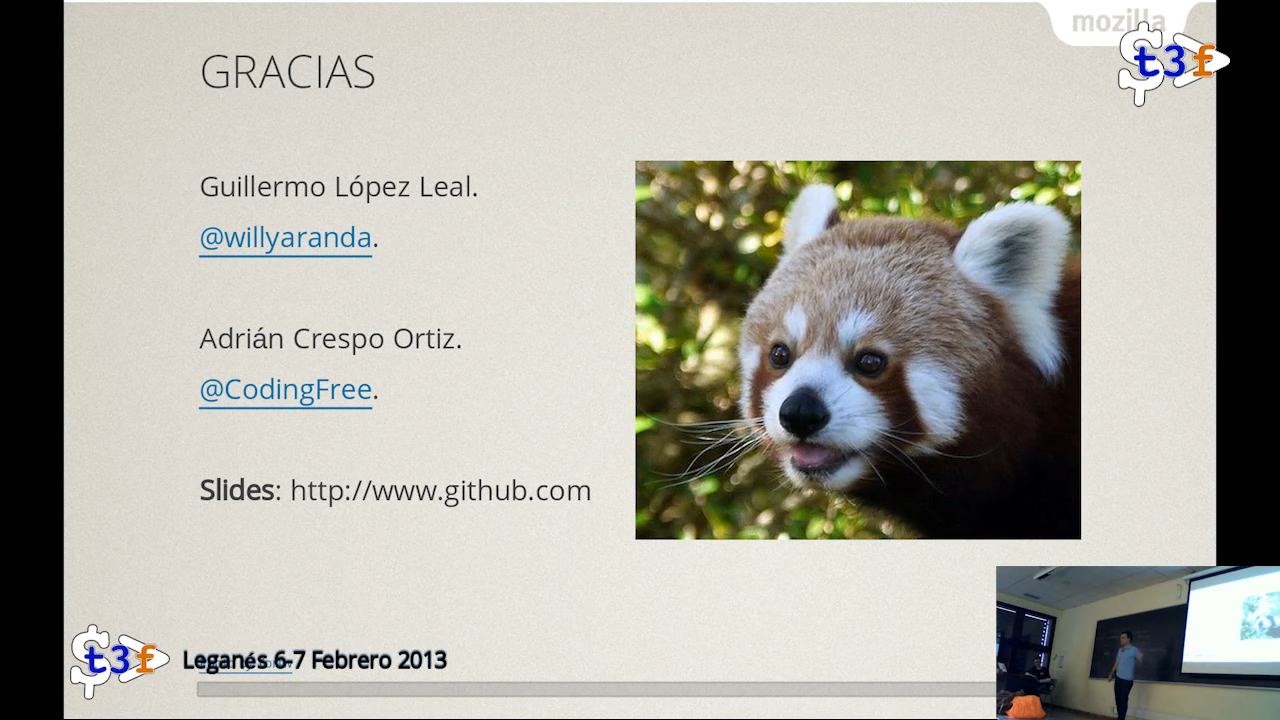 mozilla
t3f
GRACIAS
Guillermo López Leal.
@willyaranda.
Adrián Crespo Ortiz.
@CodingFree.
Slides: http://www.github.com
t3f
Leganés 6-7 Febrero 2013